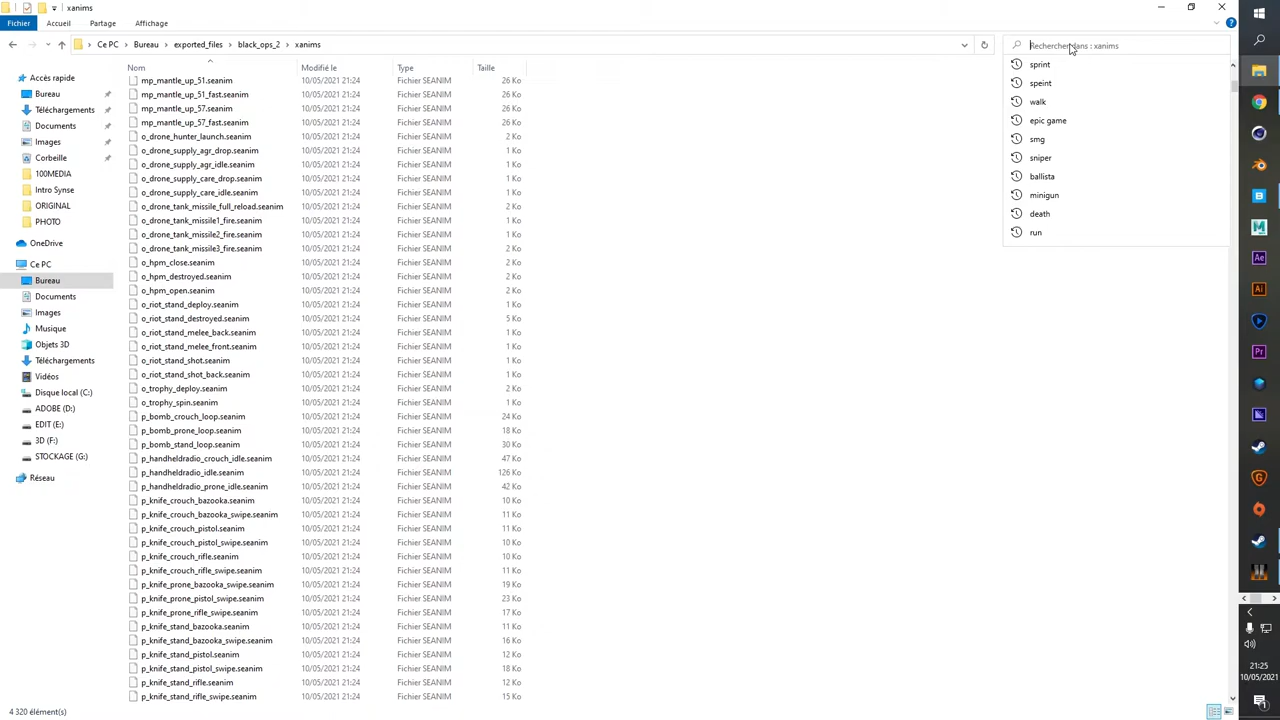 xanims
Fichier Accueil Partage Affichage
Ce PC Bureau exported_files black_ops_2 xanims
Rechercher dans : xanims
Nom Modifié le Type Taille
mp_mantle_up_51.seanim 10/05/2021 21:24 Fichier SEANIM 26 Ko
mp_mantle_up_51_fast.seanim 10/05/2021 21:24 Fichier SEANIM 26 Ko
mp_mantle_up_57.seanim 10/05/2021 21:24 Fichier SEANIM 26 Ko
mp_mantle_up_57_fast.seanim 10/05/2021 21:24 Fichier SEANIM 26 Ko
o_drone_hunter_launch.seanim 10/05/2021 21:24 Fichier SEANIM 2 Ko
o_drone_supply_agr_drop.seanim 10/05/2021 21:24 Fichier SEANIM 1 Ko
o_drone_supply_agr_idle.seanim 10/05/2021 21:24 Fichier SEANIM 1 Ko
o_drone_supply_care_drop.seanim 10/05/2021 21:24 Fichier SEANIM 1 Ko
o_drone_supply_care_idle.seanim 10/05/2021 21:24 Fichier SEANIM 1 Ko
o_drone_tank_missile_full_reload.seanim 10/05/2021 21:24 Fichier SEANIM 2 Ko
o_drone_tank_missile1_fire.seanim 10/05/2021 21:24 Fichier SEANIM 1 Ko
o_drone_tank_missile2_fire.seanim 10/05/2021 21:24 Fichier SEANIM 1 Ko
o_drone_tank_missile3_fire.seanim 10/05/2021 21:24 Fichier SEANIM 1 Ko
o_hpm_close.seanim 10/05/2021 21:24 Fichier SEANIM 2 Ko
o_hpm_destroyed.seanim 10/05/2021 21:24 Fichier SEANIM 2 Ko
o_hpm_open.seanim 10/05/2021 21:24 Fichier SEANIM 2 Ko
o_riot_stand_deploy.seanim 10/05/2021 21:24 Fichier SEANIM 1 Ko
o_riot_stand_destroyed.seanim 10/05/2021 21:24 Fichier SEANIM 5 Ko
o_riot_stand_melee_back.seanim 10/05/2021 21:24 Fichier SEANIM 1 Ko
o_riot_stand_melee_front.seanim 10/05/2021 21:24 Fichier SEANIM 1 Ko
o_riot_stand_shot.seanim 10/05/2021 21:24 Fichier SEANIM 1 Ko
o_riot_stand_shot_back.seanim 10/05/2021 21:24 Fichier SEANIM 1 Ko
o_trophy_deploy.seanim 10/05/2021 21:24 Fichier SEANIM 2 Ko
o_trophy_spin.seanim 10/05/2021 21:24 Fichier SEANIM 1 Ko
p_bomb_crouch_loop.seanim 10/05/2021 21:24 Fichier SEANIM 24 Ko
p_bomb_prone_loop.seanim 10/05/2021 21:24 Fichier SEANIM 18 Ko
p_bomb_stand_loop.seanim 10/05/2021 21:24 Fichier SEANIM 30 Ko
p_handheldradio_crouch_idle.seanim 10/05/2021 21:24 Fichier SEANIM 47 Ko
p_handheldradio_idle.seanim 10/05/2021 21:24 Fichier SEANIM 126 Ko
p_handheldradio_prone_idle.seanim 10/05/2021 21:24 Fichier SEANIM 42 Ko
p_knife_crouch_bazooka.seanim 10/05/2021 21:24 Fichier SEANIM 10 Ko
p_knife_crouch_bazooka_swipe.seanim 10/05/2021 21:24 Fichier SEANIM 11 Ko
p_knife_crouch_pistol.seanim 10/05/2021 21:24 Fichier SEANIM 11 Ko
p_knife_crouch_pistol_swipe.seanim 10/05/2021 21:24 Fichier SEANIM 10 Ko
p_knife_crouch_rifle.seanim 10/05/2021 21:24 Fichier SEANIM 10 Ko
p_knife_crouch_rifle_swipe.seanim 10/05/2021 21:24 Fichier SEANIM 11 Ko
p_knife_prone_bazooka_swipe.seanim 10/05/2021 21:24 Fichier SEANIM 19 Ko
p_knife_prone_pistol_swipe.seanim 10/05/2021 21:24 Fichier SEANIM 23 Ko
p_knife_prone_rifle_swipe.seanim 10/05/2021 21:24 Fichier SEANIM 17 Ko
p_knife_stand_bazooka.seanim 10/05/2021 21:24 Fichier SEANIM 11 Ko
p_knife_stand_bazooka_swipe.seanim 10/05/2021 21:24 Fichier SEANIM 16 Ko
p_knife_stand_pistol.seanim 10/05/2021 21:24 Fichier SEANIM 12 Ko
p_knife_stand_pistol_swipe.seanim 10/05/2021 21:24 Fichier SEANIM 18 Ko
p_knife_stand_rifle.seanim 10/05/2021 21:24 Fichier SEANIM 12 Ko
p_knife_stand_rifle_swipe.seanim 10/05/2021 21:24 Fichier SEANIM 15 Ko
Accès rapide
Bureau
Téléchargements
Documents
Images
Corbeille
100MEDIA
Intro Synse
ORIGINAL
PHOTO
OneDrive
Ce PC
Bureau
Documents
Images
Musique
Objets 3D
Téléchargements
Vidéos
Disque local (C:)
ADOBE (D:)
EDIT (E:)
3D (F:)
STOCKAGE (G:)
Réseau
4 320 élément(s)
sprint
speint
walk
epic game
smg
sniper
ballista
minigun
death
run
Ae
Ai
Pr
21:25
10/05/2021
1